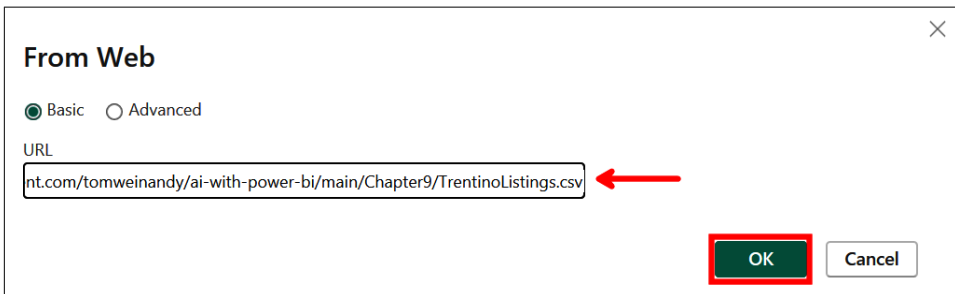 From Web
Basic Advanced
URL
nt.com/tomweinandy/ai-with-power-bi/main/Chapter9/TrentinoListings.csv
OK Cancel